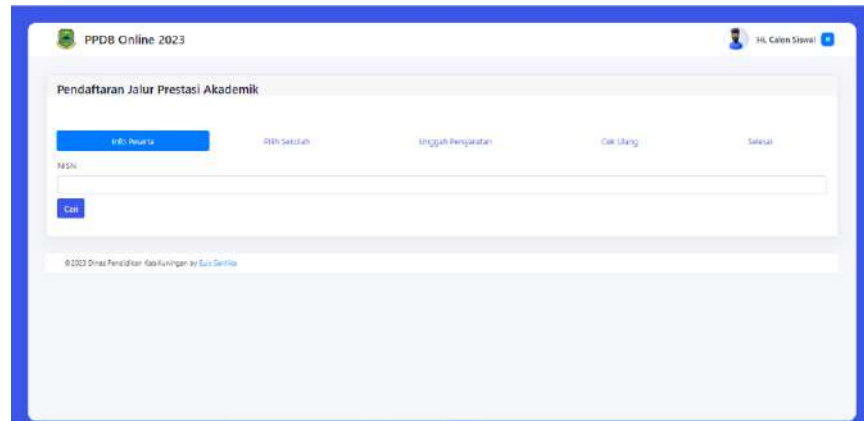 PPDB Online 2023
Hi, Calon Siswa!
Pendaftaran Jalur Prestasi Akademik
Info Peserta
Pilih Sekolah
Unggah Persyaratan
Cek Ulang
Selesai
NISN
Cari
©2023 Dinas Pendidikan Kab.Kuningan by